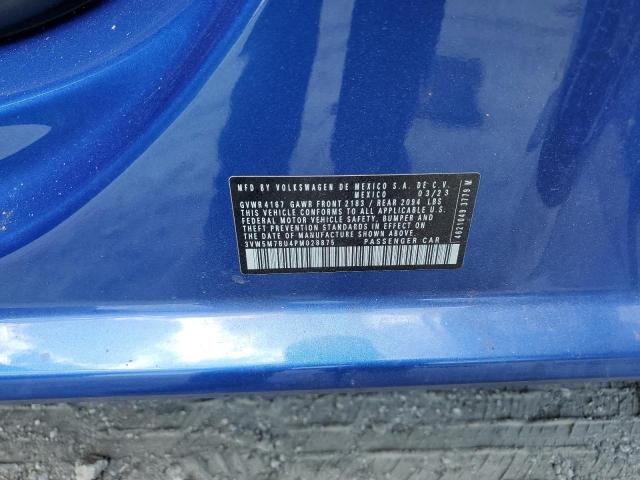 MFD BY VOLKSWAGEN DE MEXICO S.A. DE C.V.
MEXICO 03/23
GVWR 4167 GAWR FRONT 2183 / REAR 2094 LBS
THIS VEHICLE CONFORMS TO ALL APPLICABLE U.S.
FEDERAL MOTOR VEHICLE SAFETY, BUMPER AND
THEFT PREVENTION STANDARDS IN EFFECT ON
THE DATE OF MANUFACTURE SHOWN ABOVE
3VW5M7BU4PM028875 PASSENGER CAR
4621049 3779 M